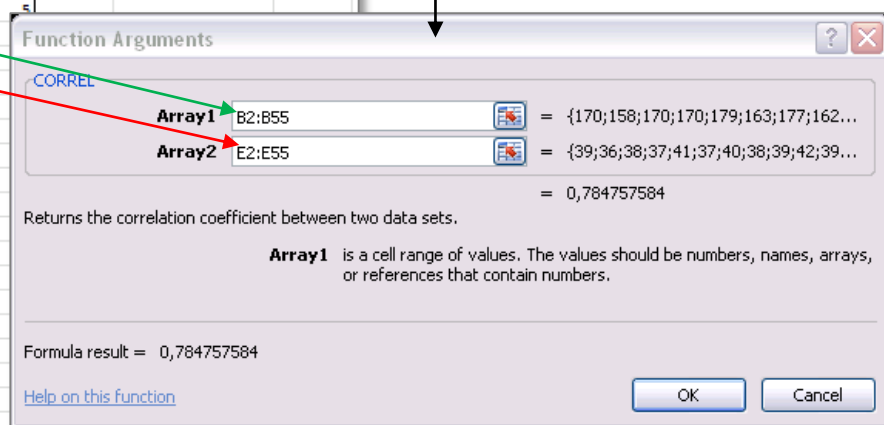 5
Function Arguments
CORREL
Array1 B2:B55 = {170;158;170;170;179;163;177;162...
Array2 E2:E55 = {39;36;38;37;41;37;40;38;39;42;39...
= 0,784757584
Returns the correlation coefficient between two data sets.
Array1 is a cell range of values. The values should be numbers, names, arrays,
or references that contain numbers.
Formula result = 0,784757584
Help on this function OK Cancel